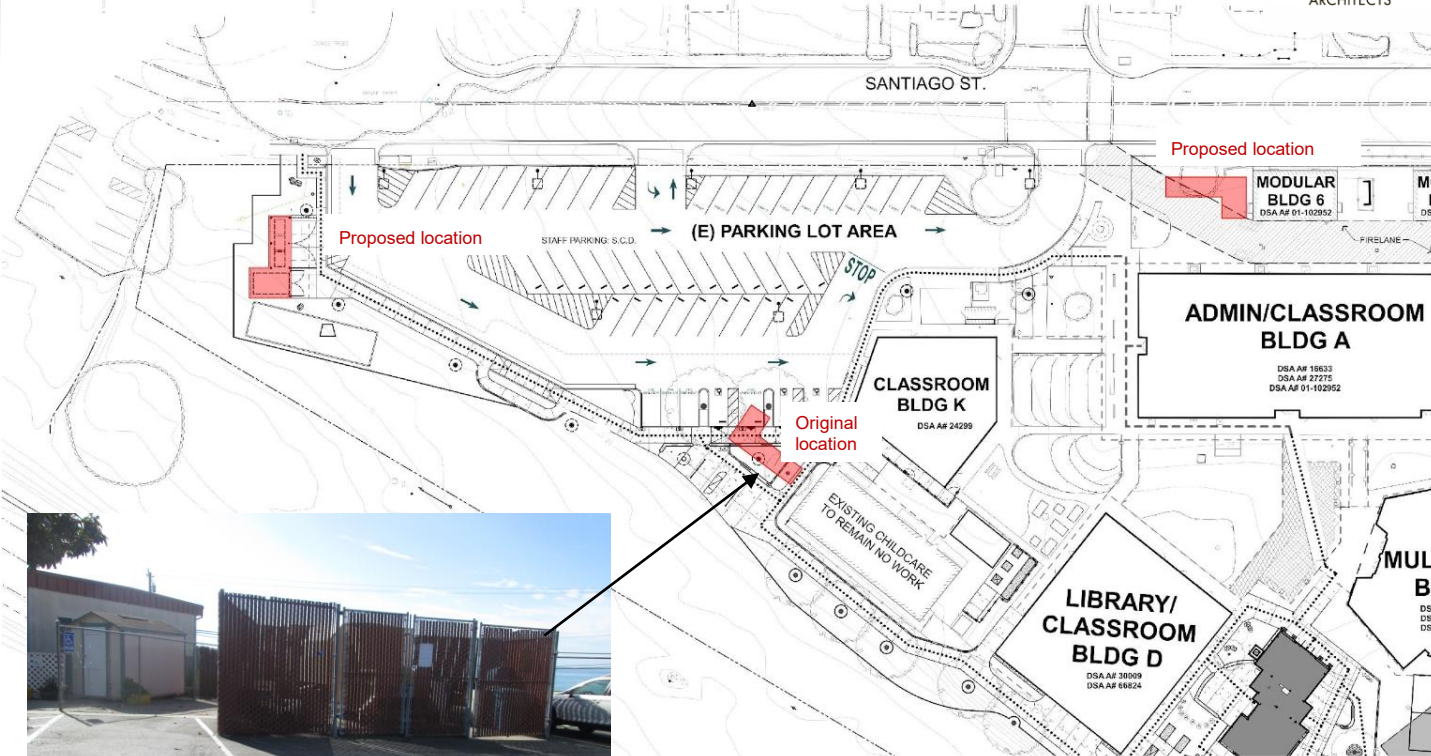 ARCHITECTS
SANTIAGO ST.
Proposed location
MODULAR
BLDG 6
DSA A# 01-102952
Proposed location
STAFF PARKING: S.C.D.
(E) PARKING LOT AREA
FIRELANE
STOP
ADMIN/CLASSROOM
BLDG A
DSA A# 16633
DSA A# 27275
DSA A# 01-102952
CLASSROOM
BLDG K
DSA A# 24299
Original
location
EXISTING CHILDCARE
TO REMAIN NO WORK
LIBRARY/
CLASSROOM
BLDG D
DSA A# 30009
DSA A# 66824